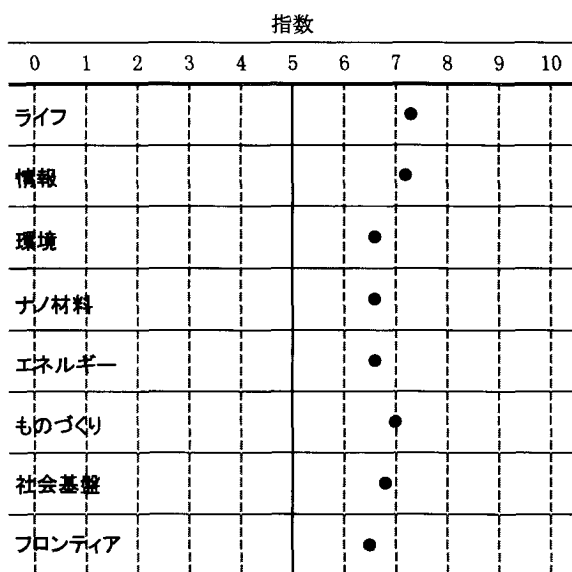 指数
0 1 2 3 4 5 6 7 8 9 10
ライフ
情報
環境
ナノ材料
エネルギー
ものづくり
社会基盤
フロンティア